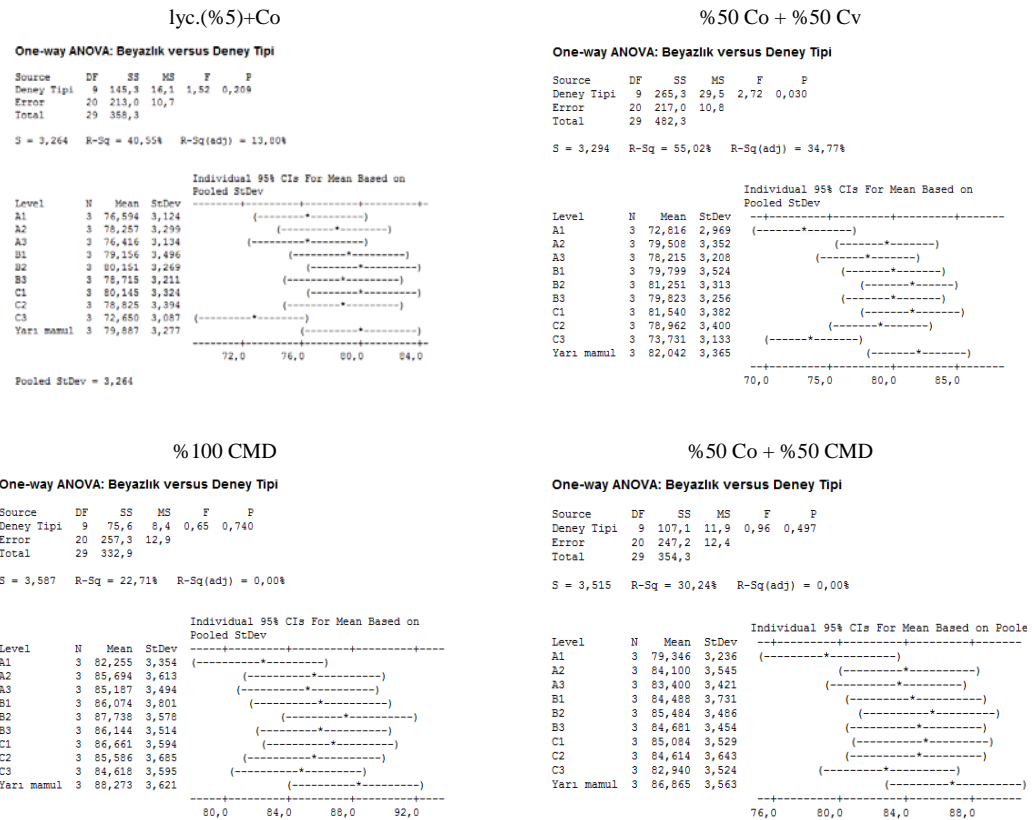 lyc.(%5)+Co
One-way ANOVA: Beyazlık versus Deney Tipi
Source DF SS MS F P
Deney Tipi 9 145,3 16,1 1,52 0,209
Error 20 213,0 10,7
Total 29 358,3
S = 3,264 R-Sq = 40,55% R-Sq(adj) = 13,80%
Individual 95% CIs For Mean Based on
Pooled StDev
Level N Mean StDev
A1 3 76,594 3,124
A2 3 78,257 3,299
A3 3 76,416 3,134
B1 3 79,156 3,496
B2 3 80,151 3,269
B3 3 78,715 3,211
C1 3 80,145 3,324
C2 3 78,825 3,394
C3 3 72,650 3,087
Yarı mamul 3 79,887 3,277
72,0 76,0 80,0 84,0
Pooled StDev = 3,264
%50 Co + %50 Cv
One-way ANOVA: Beyazlık versus Deney Tipi
Source DF SS MS F P
Deney Tipi 9 265,3 29,5 2,72 0,030
Error 20 217,0 10,8
Total 29 482,3
S = 3,294 R-Sq = 55,02% R-Sq(adj) = 34,77%
Individual 95% CIs For Mean Based on
Pooled StDev
Level N Mean StDev
A1 3 72,816 2,969
A2 3 79,508 3,352
A3 3 78,215 3,208
B1 3 79,799 3,524
B2 3 81,251 3,313
B3 3 79,823 3,256
C1 3 81,540 3,382
C2 3 78,962 3,400
C3 3 73,731 3,133
Yarı mamul 3 82,042 3,365
70,0 75,0 80,0 85,0
%100 CMD
One-way ANOVA: Beyazlık versus Deney Tipi
Source DF SS MS F P
Deney Tipi 9 75,6 8,4 0,65 0,740
Error 20 257,3 12,9
Total 29 332,9
S = 3,587 R-Sq = 22,71% R-Sq(adj) = 0,00%
Individual 95% CIs For Mean Based on
Pooled StDev
Level N Mean StDev
A1 3 82,255 3,354
A2 3 85,694 3,613
A3 3 85,187 3,494
B1 3 86,074 3,801
B2 3 87,738 3,578
B3 3 86,144 3,514
C1 3 86,661 3,594
C2 3 85,586 3,685
C3 3 84,618 3,595
Yarı mamul 3 88,273 3,621
80,0 84,0 88,0 92,0
%50 Co + %50 CMD
One-way ANOVA: Beyazlık versus Deney Tipi
Source DF SS MS F P
Deney Tipi 9 107,1 11,9 0,96 0,497
Error 20 247,2 12,4
Total 29 354,3
S = 3,515 R-Sq = 30,24% R-Sq(adj) = 0,00%
Individual 95% CIs For Mean Based on Poole
Level N Mean StDev
A1 3 79,346 3,236
A2 3 84,100 3,545
A3 3 83,400 3,421
B1 3 84,488 3,731
B2 3 85,484 3,486
B3 3 84,681 3,454
C1 3 85,084 3,529
C2 3 84,614 3,643
C3 3 82,940 3,524
Yarı mamul 3 86,865 3,563
76,0 80,0 84,0 88,0